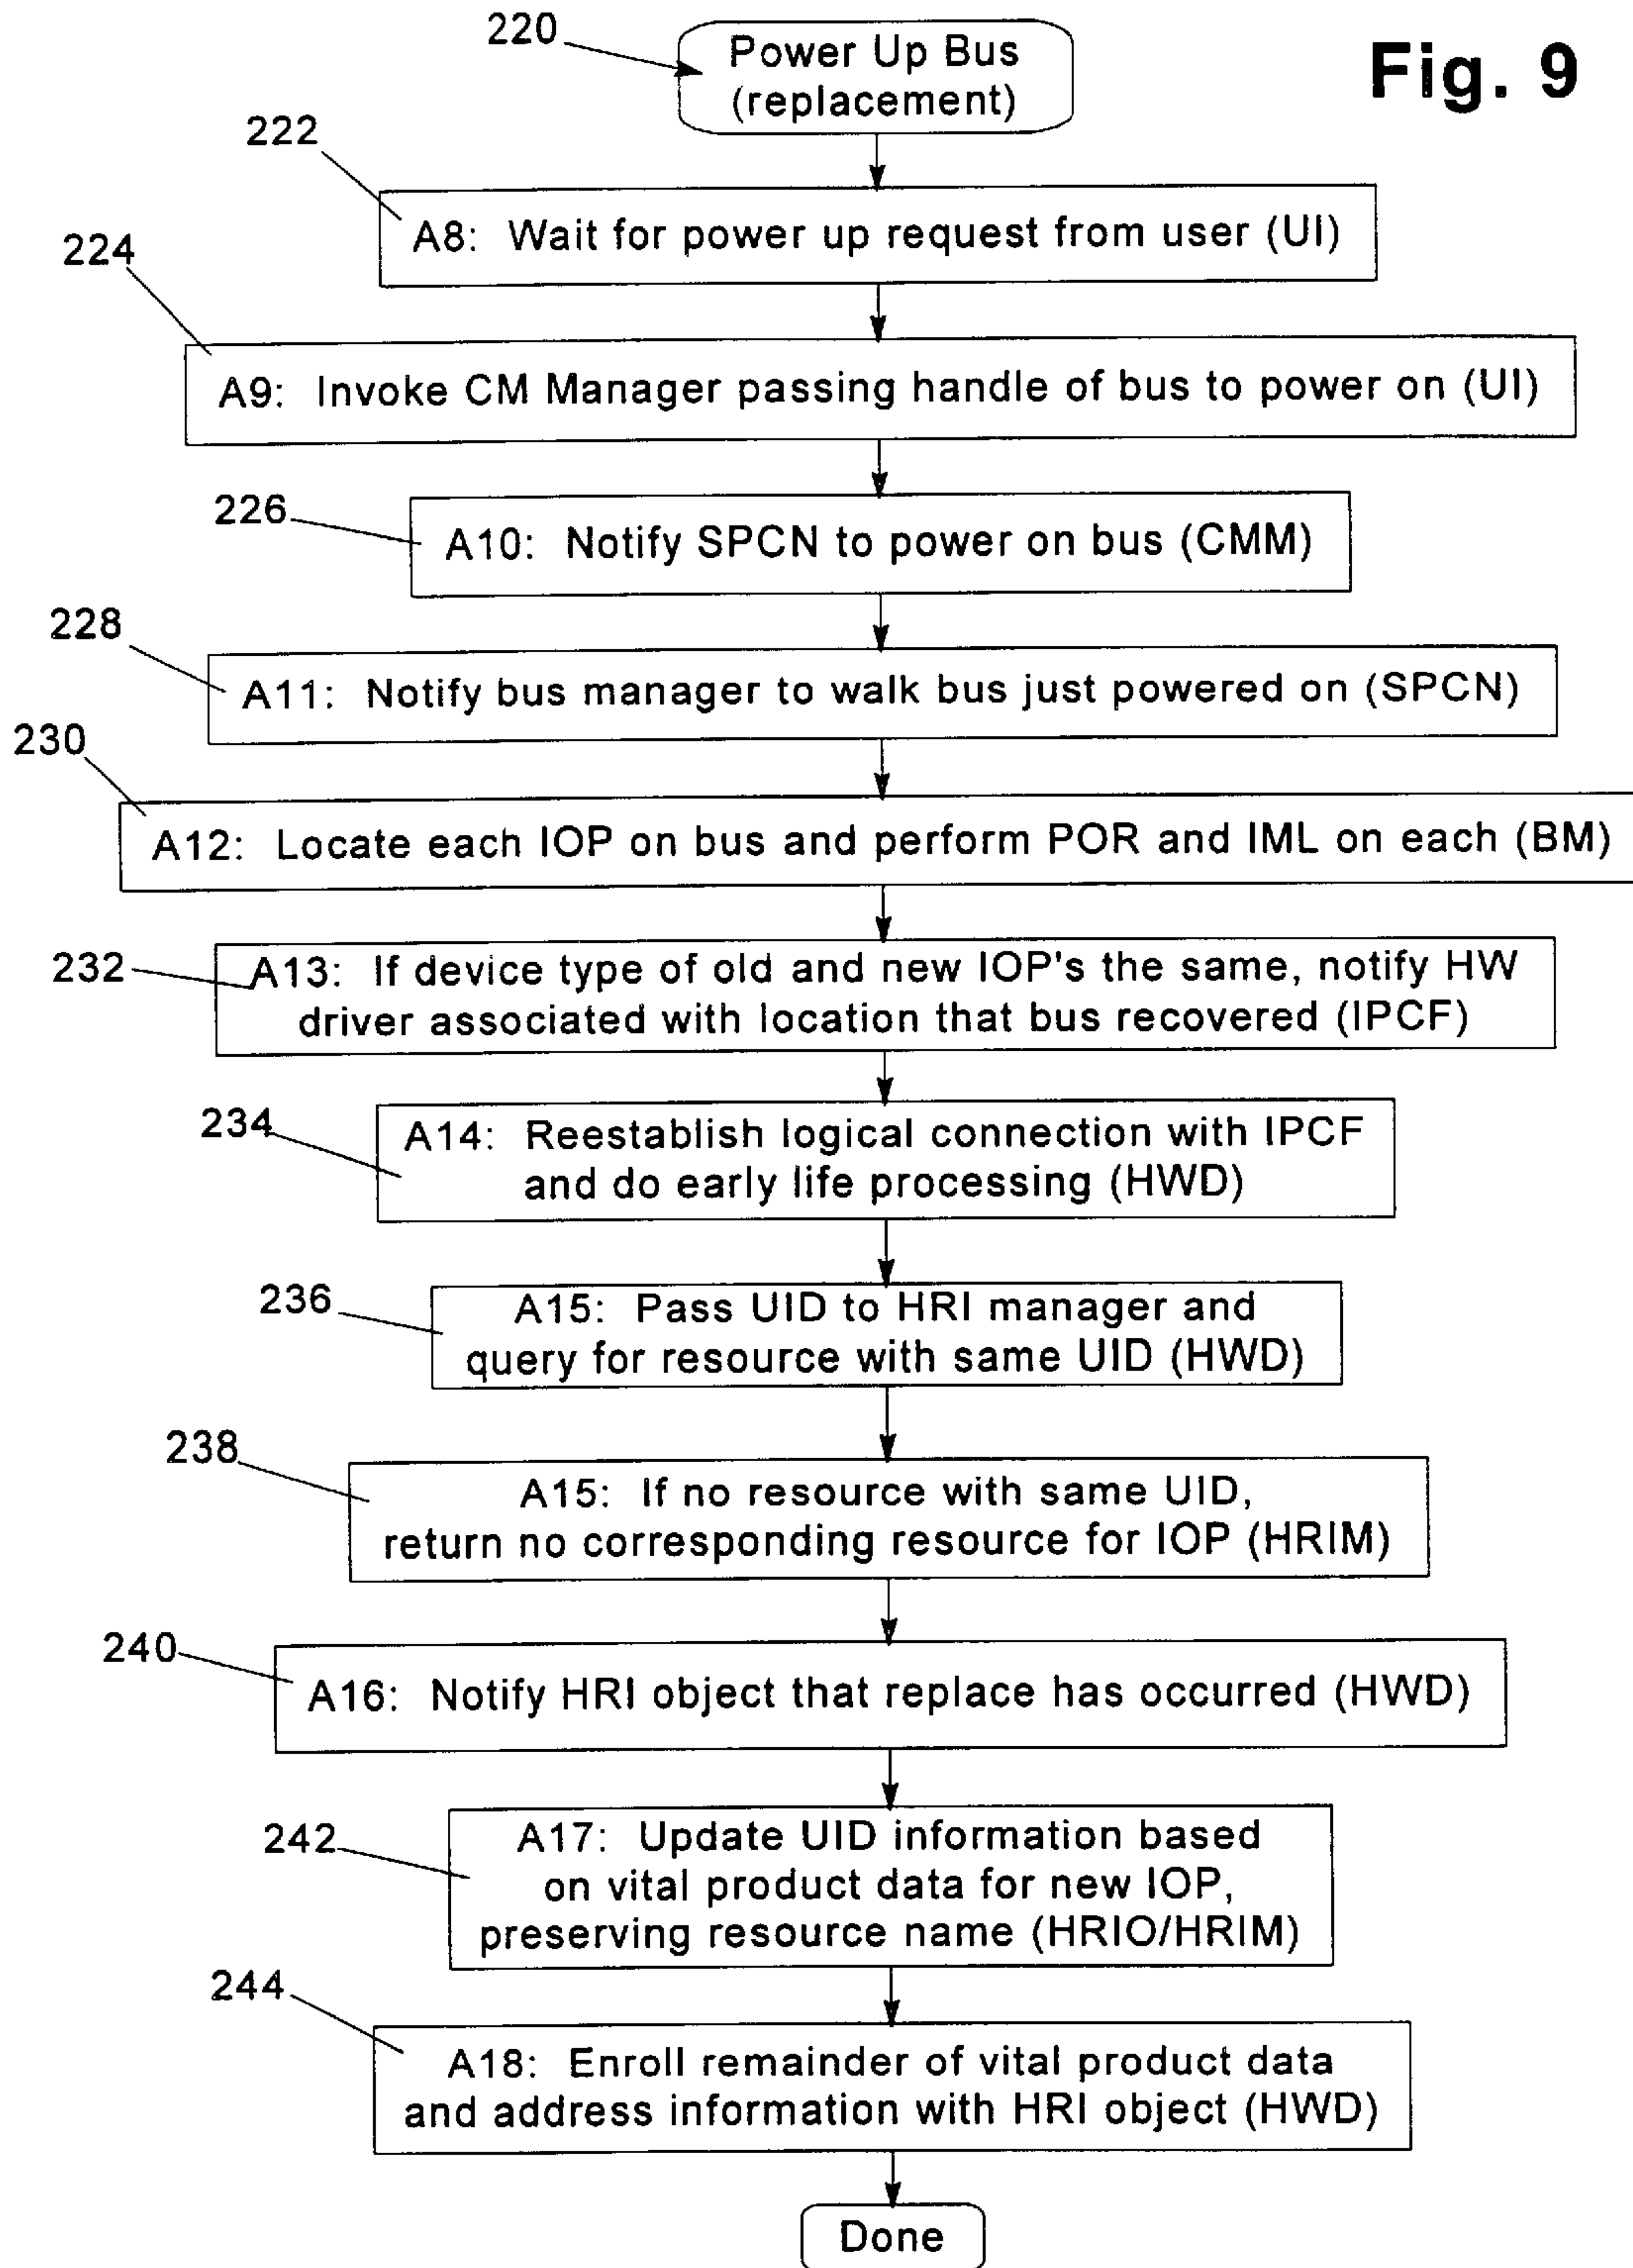 Fig. 9
220
Power Up Bus
(replacement)
222
A8: Wait for power up request from user (UI)
224
A9: Invoke CM Manager passing handle of bus to power on (UI)
226
A10: Notify SPCN to power on bus (CMM)
228
A11: Notify bus manager to walk bus just powered on (SPCN)
230
A12: Locate each IOP on bus and perform POR and IML on each (BM)
232
A13: If device type of old and new IOP's the same, notify HW
driver associated with location that bus recovered (IPCF)
234
A14: Reestablish logical connection with IPCF
and do early life processing (HWD)
236
A15: Pass UID to HRI manager and
query for resource with same UID (HWD)
238
A15: If no resource with same UID,
return no corresponding resource for IOP (HRIM)
240
A16: Notify HRI object that replace has occurred (HWD)
242
A17: Update UID information based
on vital product data for new IOP,
preserving resource name (HRIO/HRIM)
244
A18: Enroll remainder of vital product data
and address information with HRI object (HWD)
Done